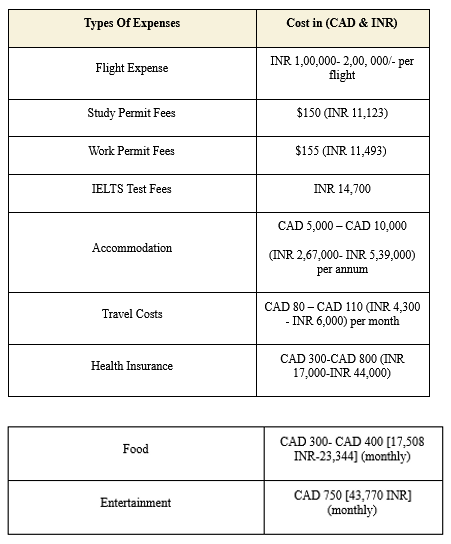 Types Of Expenses
Cost in (CAD & INR)
Flight Expense
INR 1,00,000- 2,00, 000/- per
flight
Study Permit Fees
$150 (INR 11,123)
Work Permit Fees
$155 (INR 11,493)
IELTS Test Fees
INR 14,700
Accommodation
CAD 5,000 – CAD 10,000
(INR 2,67,000- INR 5,39,000)
per annum
Travel Costs
CAD 80 – CAD 110 (INR 4,300
- INR 6,000) per month
Health Insurance
CAD 300-CAD 800 (INR
17,000-INR 44,000)
Food
CAD 300- CAD 400 [17,508
INR-23,344] (monthly)
Entertainment
CAD 750 [43,770 INR]
(monthly)